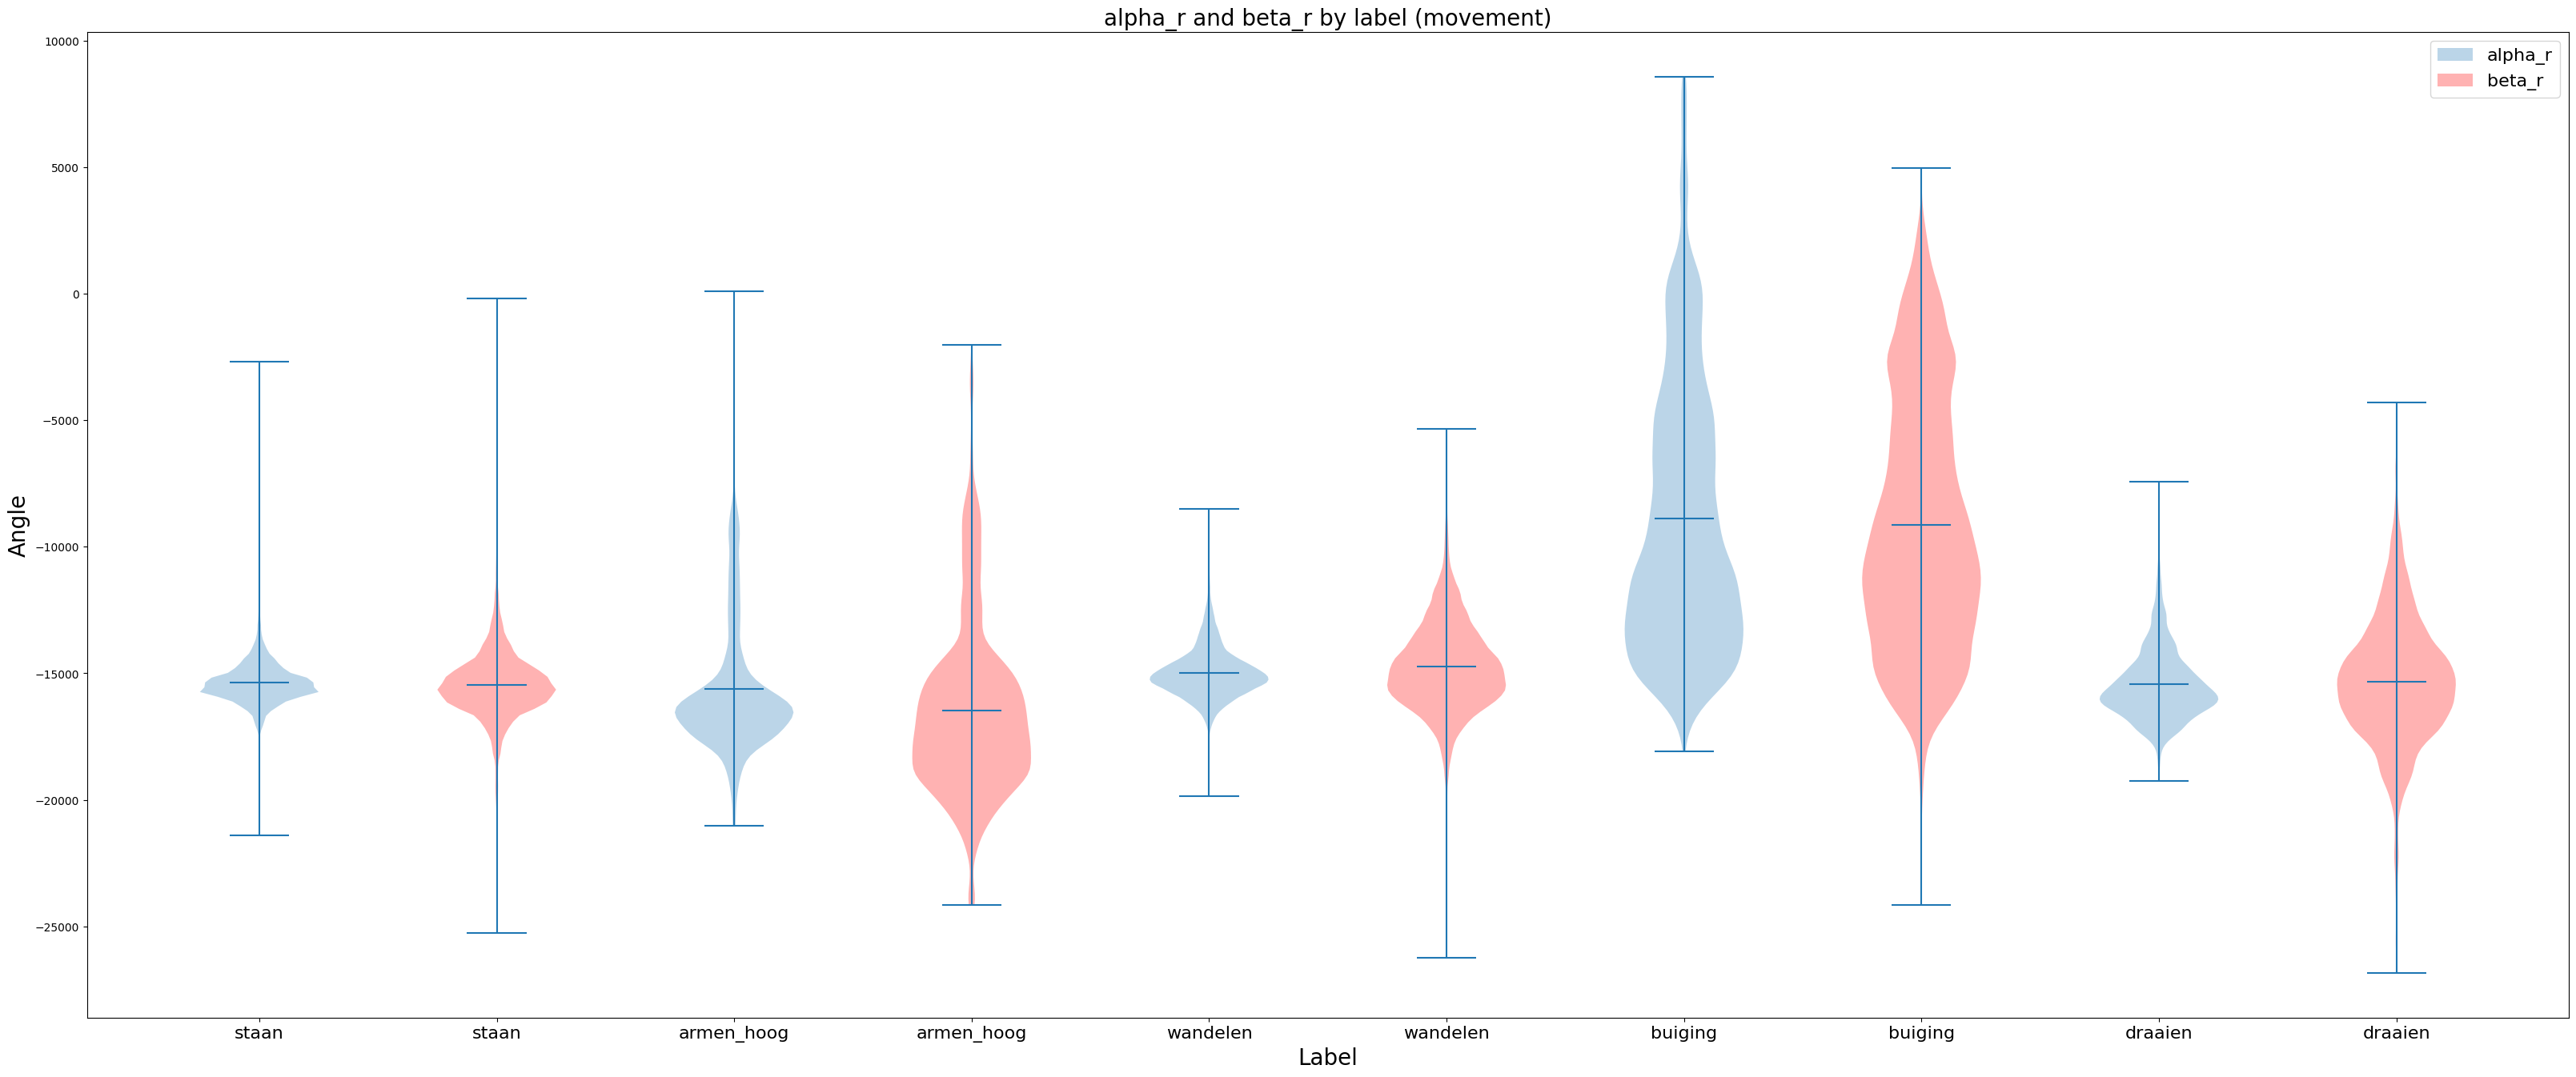 alpha_r and beta_r by label (movement)
alpha_r
beta_r
Angle
10000
5000
0
−5000
−10000
−15000
−20000
−25000
staan staan armen_hoog armen_hoog wandelen wandelen buiging buiging draaien draaien
Label